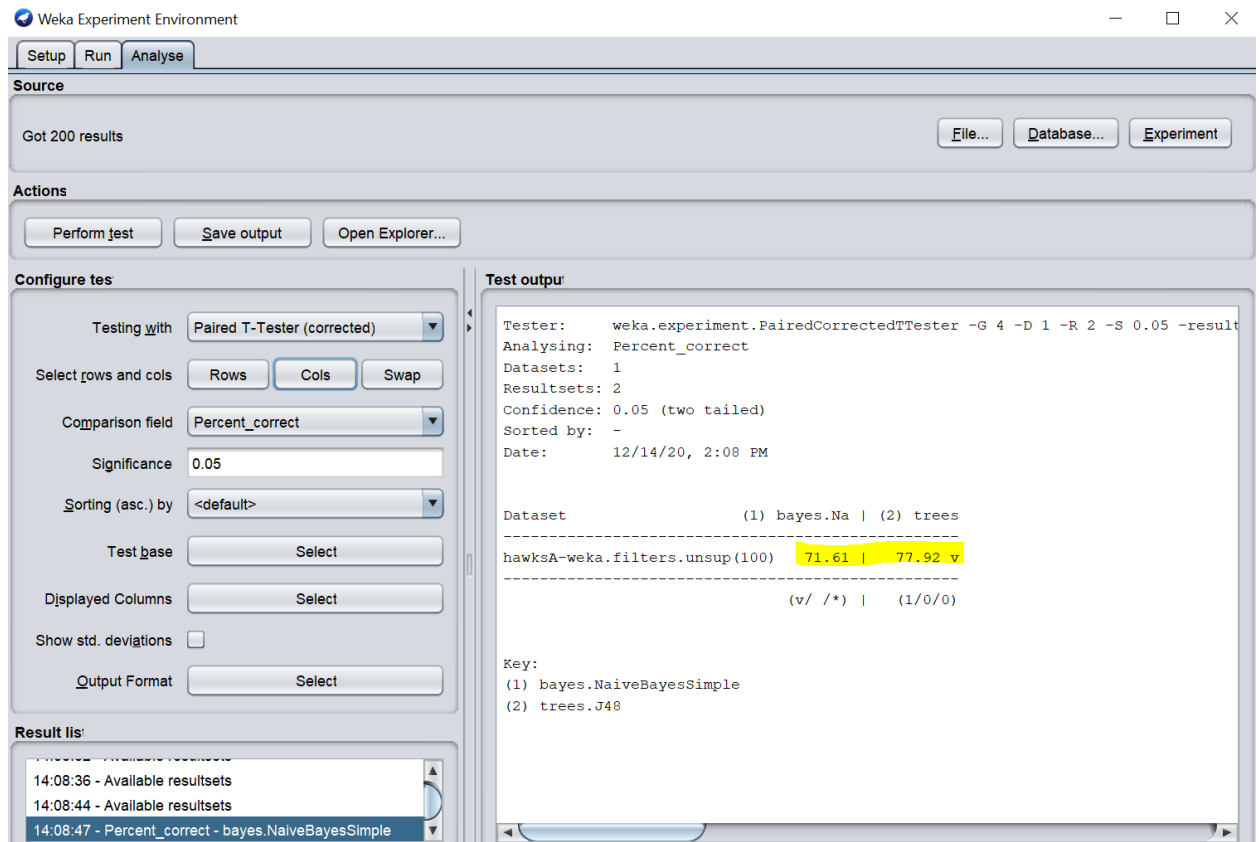 Weka Experiment Environment
Setup Run Analyse
Source
Got 200 results
File... Database... Experiment
Actions
Perform test Save output Open Explorer...
Configure tes
Testing with Paired T-Tester (corrected)
Select rows and cols Rows Cols Swap
Comparison field Percent_correct
Significance 0.05
Sorting (asc.) by <default>
Test base Select
Displayed Columns Select
Show std. deviations
Output Format Select
Result lis
14:08:36 - Available resultsets
14:08:44 - Available resultsets
14:08:47 - Percent_correct - bayes.NaiveBayesSimple
Test outpu
Tester: weka.experiment.PairedCorrectedTTester -G 4 -D 1 -R 2 -S 0.05 -result
Analysing: Percent_correct
Datasets: 1
Resultsets: 2
Confidence: 0.05 (two tailed)
Sorted by: -
Date: 12/14/20, 2:08 PM
Dataset (1) bayes.Na | (2) trees
--------------------------------------------------
hawksA-weka.filters.unsup(100) 71.61 | 77.92 v
--------------------------------------------------
(v/ /*) | (1/0/0)
Key:
(1) bayes.NaiveBayesSimple
(2) trees.J48